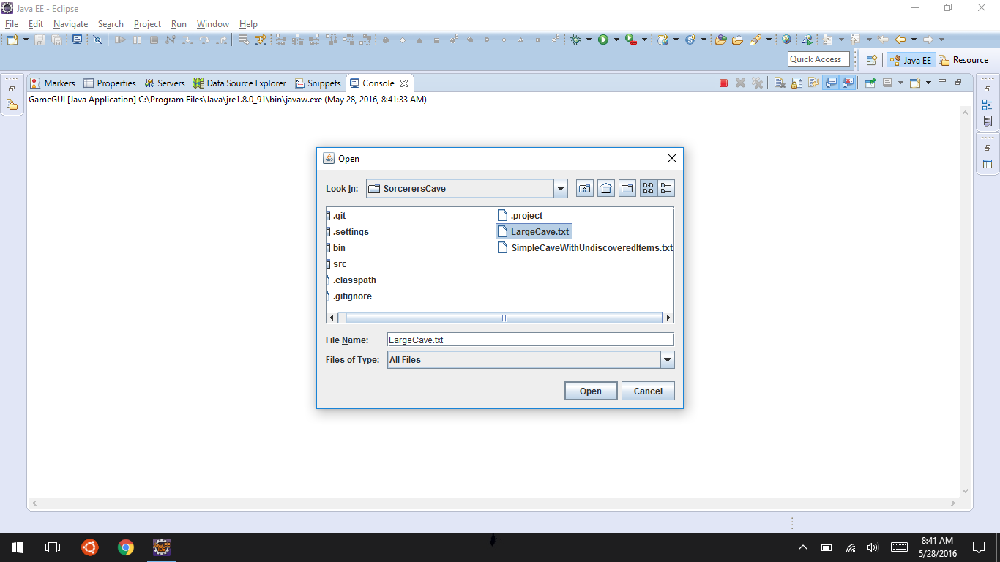 Java EE - Eclipse
File Edit Navigate Search Project Run Window Help
Quick Access Java EE Resource
Markers Properties Servers Data Source Explorer Snippets Console
GameGUI [Java Application] C:\Program Files\Java\jre1.8.0_91\bin\javaw.exe (May 28, 2016, 8:41:33 AM)
Open
Look In: SorcerersCave
.git .project
.settings LargeCave.txt
bin SimpleCaveWithUndiscoveredItems.txt
src
.classpath
.gitignore
File Name: LargeCave.txt
Files of Type: All Files
Open Cancel
Java EE
IDE
8:41 AM
5/28/2016